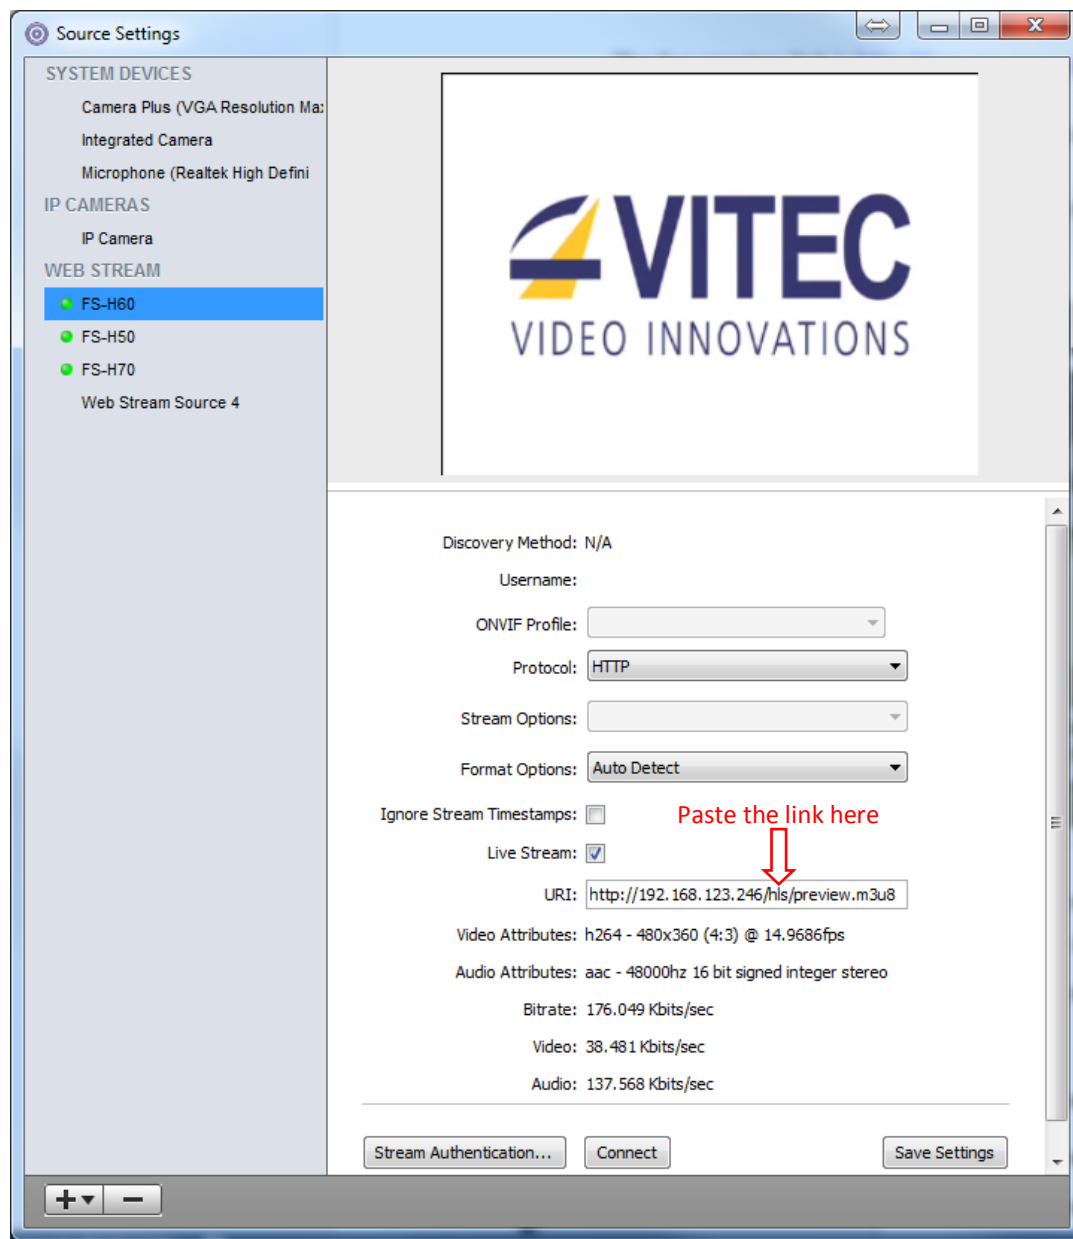 Source Settings
SYSTEM DEVICES
Camera Plus (VGA Resolution Ma
Integrated Camera
Microphone (Realtek High Defini
IP CAMERAS
IP Camera
WEB STREAM
FS-H60
FS-H50
FS-H70
Web Stream Source 4
VITEC
VIDEO INNOVATIONS
Discovery Method: N/A
Username:
ONVIF Profile:
Protocol: HTTP
Stream Options:
Format Options: Auto Detect
Ignore Stream Timestamps:
Paste the link here
Live Stream:
URI: http://192.168.123.246/hls/preview.m3u8
Video Attributes: h264 - 480x360 (4:3) @ 14.9686fps
Audio Attributes: aac - 48000hz 16 bit signed integer stereo
Bitrate: 176.049 Kbits/sec
Video: 38.481 Kbits/sec
Audio: 137.568 Kbits/sec
Stream Authentication...
Connect
Save Settings